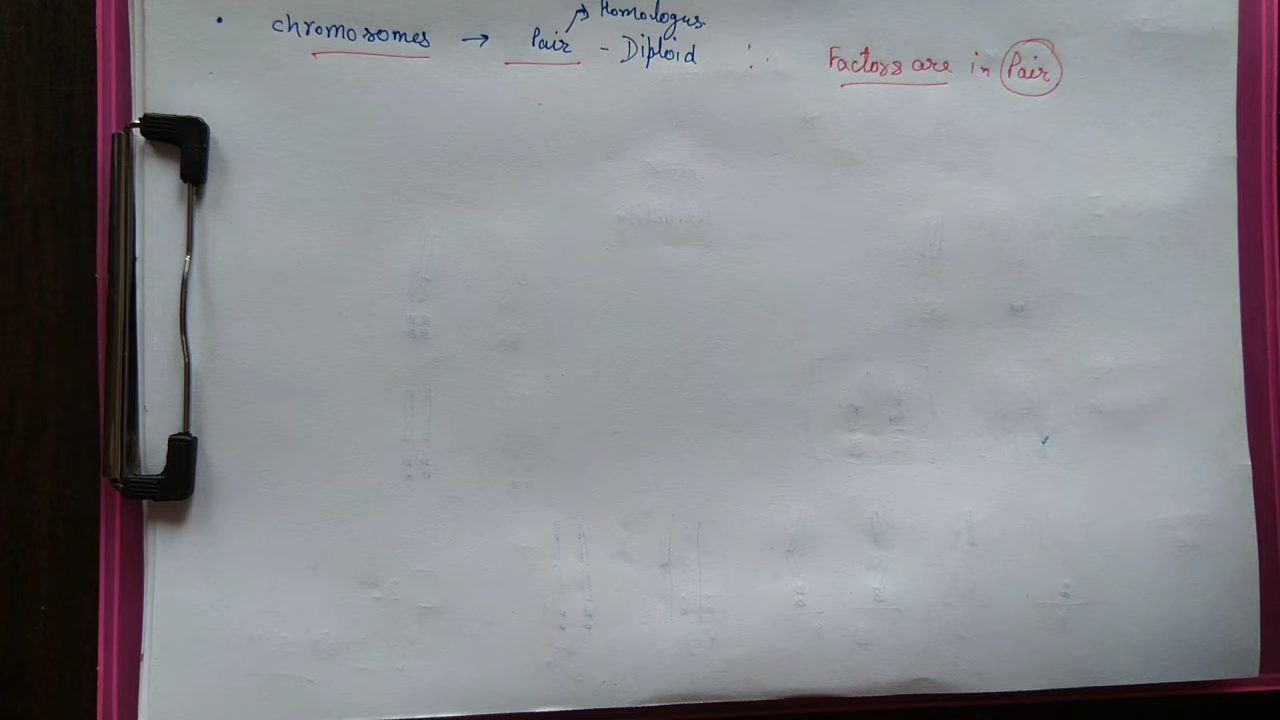 Homologus
• chromosomes → Pair - Diploid ∴ Factors are in Pair